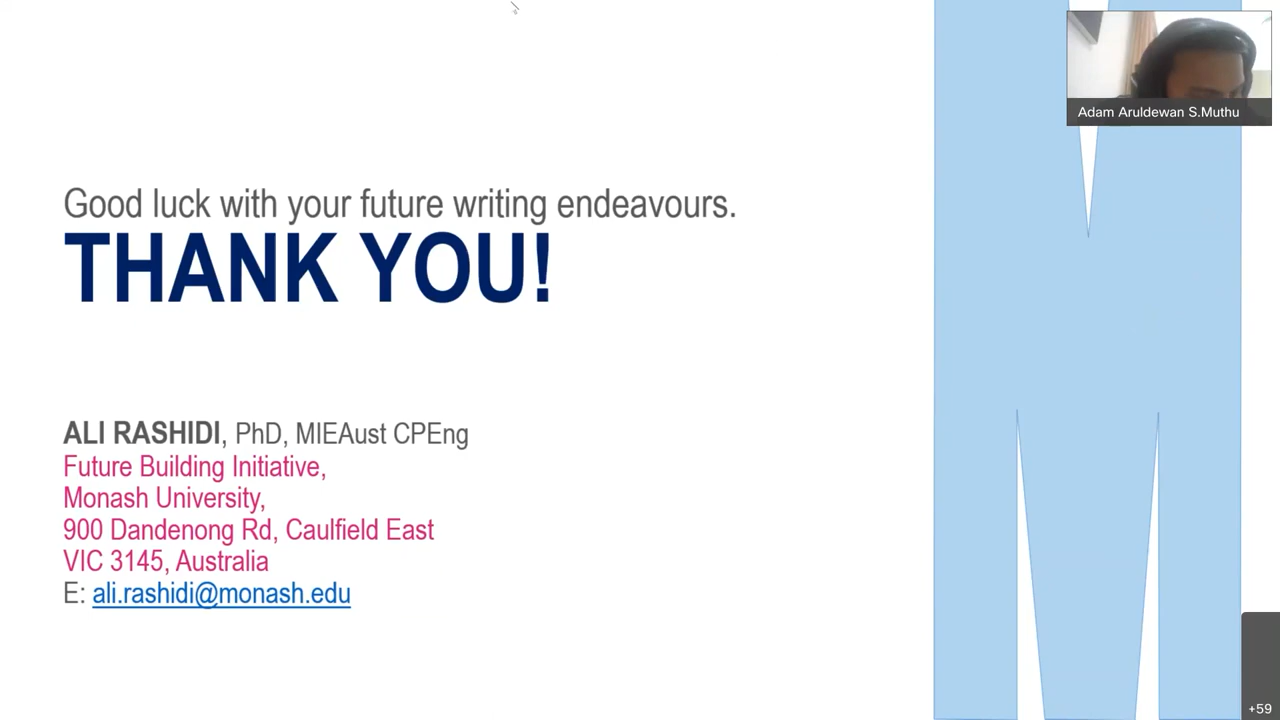 Adam Aruldewan S.Muthu
Good luck with your future writing endeavours.
THANK YOU!
ALI RASHIDI, PhD, MIEAust CPEng
Future Building Initiative,
Monash University,
900 Dandenong Rd, Caulfield East
VIC 3145, Australia
E: ali.rashidi@monash.edu
+59